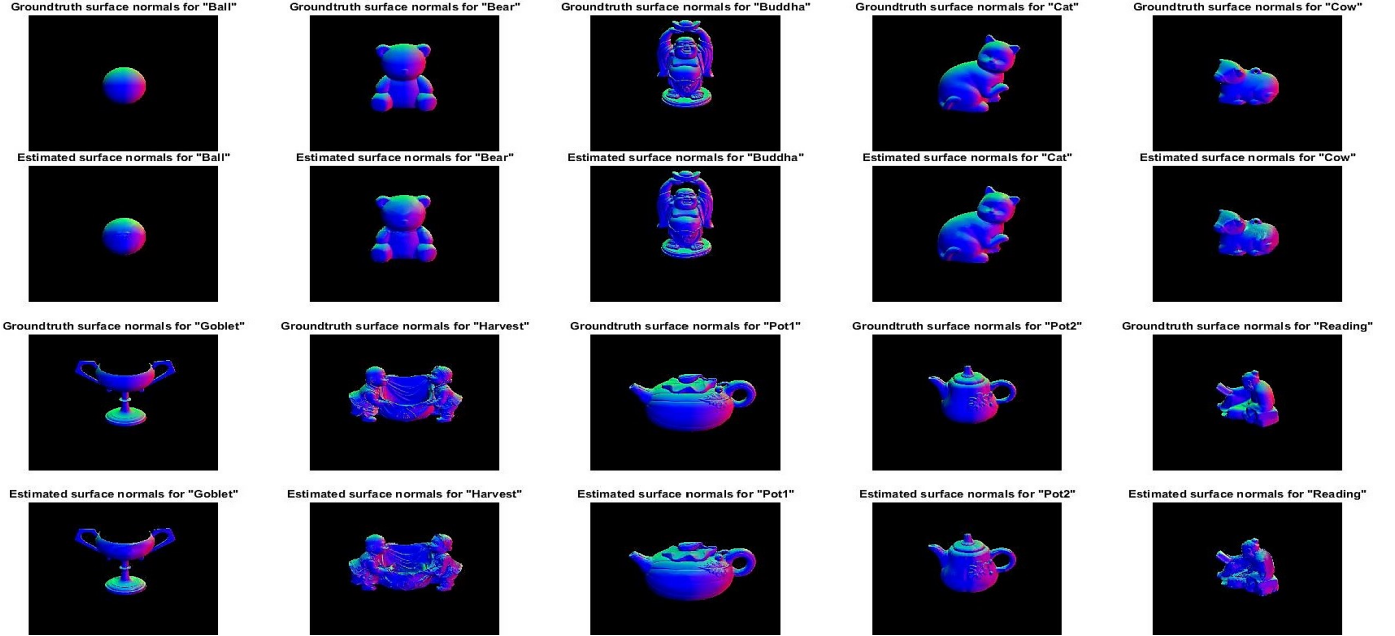 Groundtruth surface normals for "Ball"
Groundtruth surface normals for "Bear"
Groundtruth surface normals for "Buddha"
Groundtruth surface normals for "Cat"
Groundtruth surface normals for "Cow"
Estimated surface normals for "Ball"
Estimated surface normals for "Bear"
Estimated surface normals for "Buddha"
Estimated surface normals for "Cat"
Estimated surface normals for "Cow"
Groundtruth surface normals for "Goblet"
Groundtruth surface normals for "Harvest"
Groundtruth surface normals for "Pot1"
Groundtruth surface normals for "Pot2"
Groundtruth surface normals for "Reading"
Estimated surface normals for "Goblet"
Estimated surface normals for "Harvest"
Estimated surface normals for "Pot1"
Estimated surface normals for "Pot2"
Estimated surface normals for "Reading"